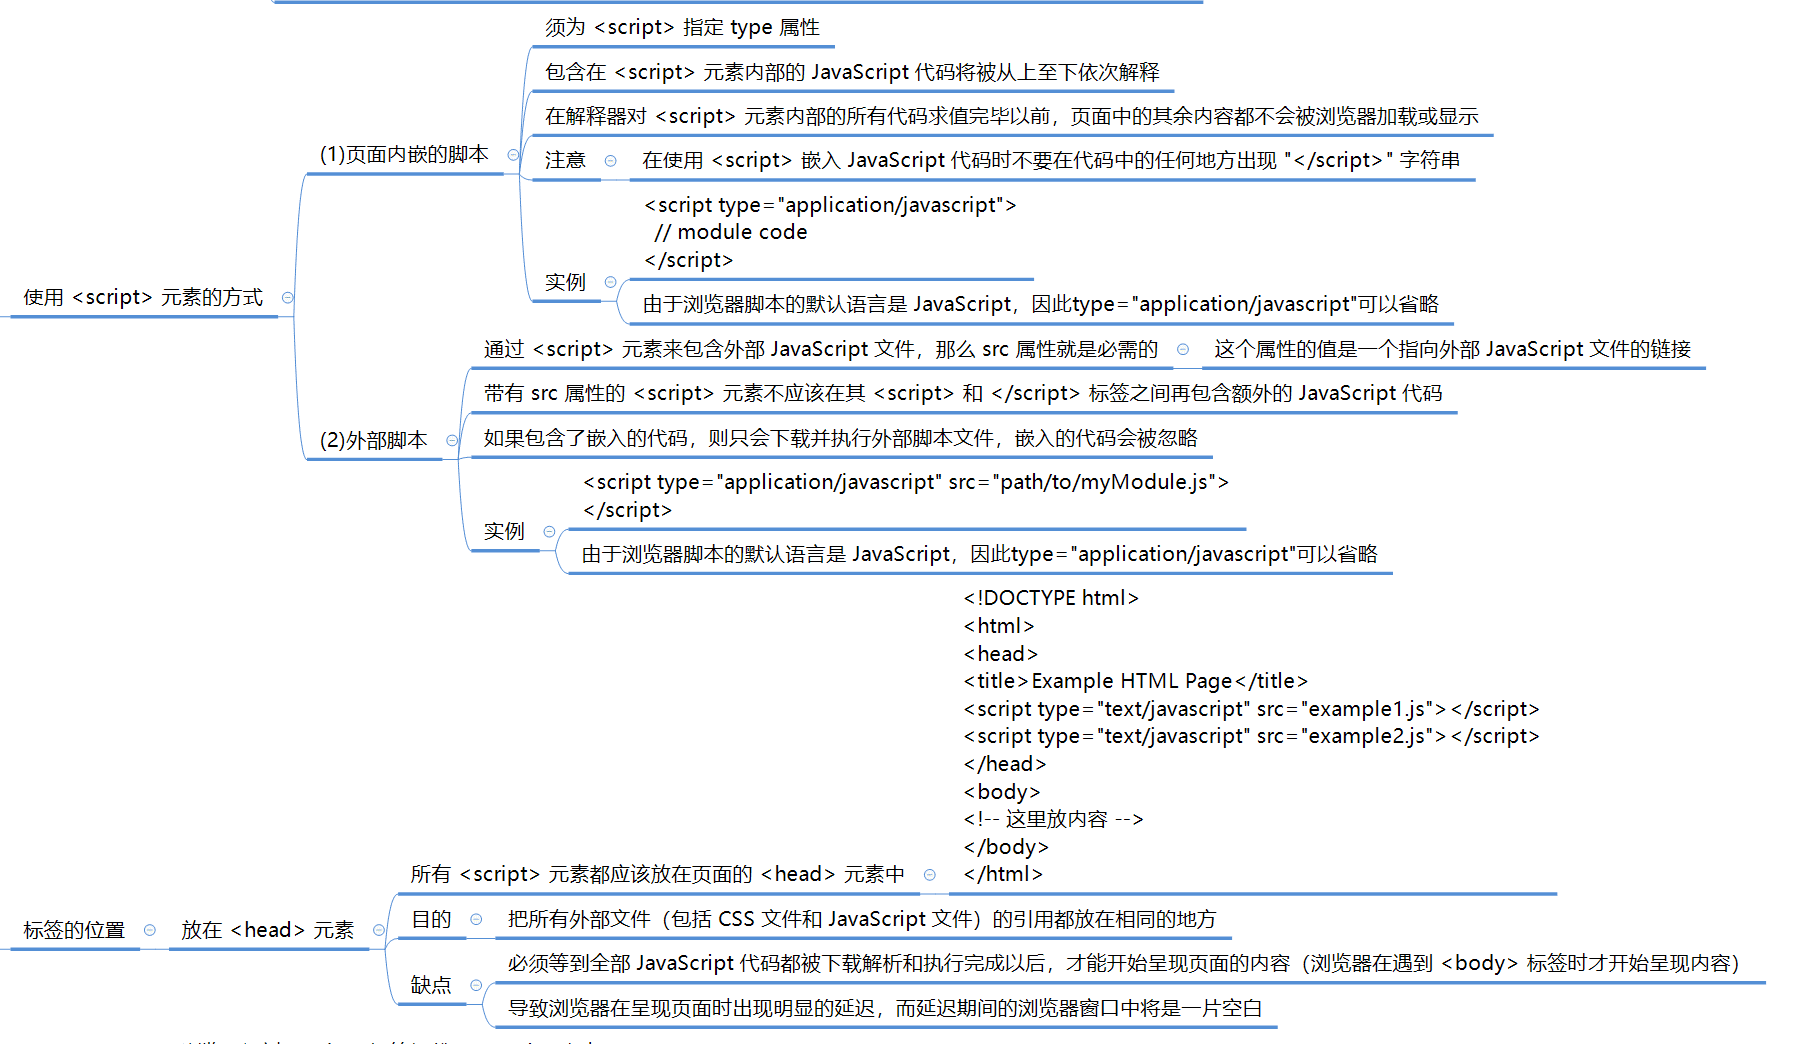 须为 <script> 指定 type 属性
包含在 <script> 元素内部的 JavaScript 代码将被从上至下依次解释
在解释器对 <script> 元素内部的所有代码求值完毕以前，页面中的其余内容都不会被浏览器加载或显示
(1)页面内嵌的脚本
注意
在使用 <script> 嵌入 JavaScript 代码时不要在代码中的任何地方出现 "</script>" 字符串
<script type="application/javascript">
// module code
</script>
实例
由于浏览器脚本的默认语言是 JavaScript，因此type="application/javascript"可以省略
使用 <script> 元素的方式
通过 <script> 元素来包含外部 JavaScript 文件，那么 src 属性就是必需的
这个属性的值是一个指向外部 JavaScript 文件的链接
带有 src 属性的 <script> 元素不应该在其 <script> 和 </script> 标签之间再包含额外的 JavaScript 代码
(2)外部脚本
如果包含了嵌入的代码，则只会下载并执行外部脚本文件，嵌入的代码会被忽略
<script type="application/javascript" src="path/to/myModule.js">
</script>
实例
由于浏览器脚本的默认语言是 JavaScript，因此type="application/javascript"可以省略
<!DOCTYPE html>
<html>
<head>
<title>Example HTML Page</title>
<script type="text/javascript" src="example1.js"></script>
<script type="text/javascript" src="example2.js"></script>
</head>
<body>
<!-- 这里放内容 -->
</body>
</html>
所有 <script> 元素都应该放在页面的 <head> 元素中
标签的位置
放在 <head> 元素
目的
把所有外部文件（包括 CSS 文件和 JavaScript 文件）的引用都放在相同的地方
缺点
必须等到全部 JavaScript 代码都被下载解析和执行完成以后，才能开始呈现页面的内容（浏览器在遇到 <body> 标签时才开始呈现内容）
导致浏览器在呈现页面时出现明显的延迟，而延迟期间的浏览器窗口中将是一片空白